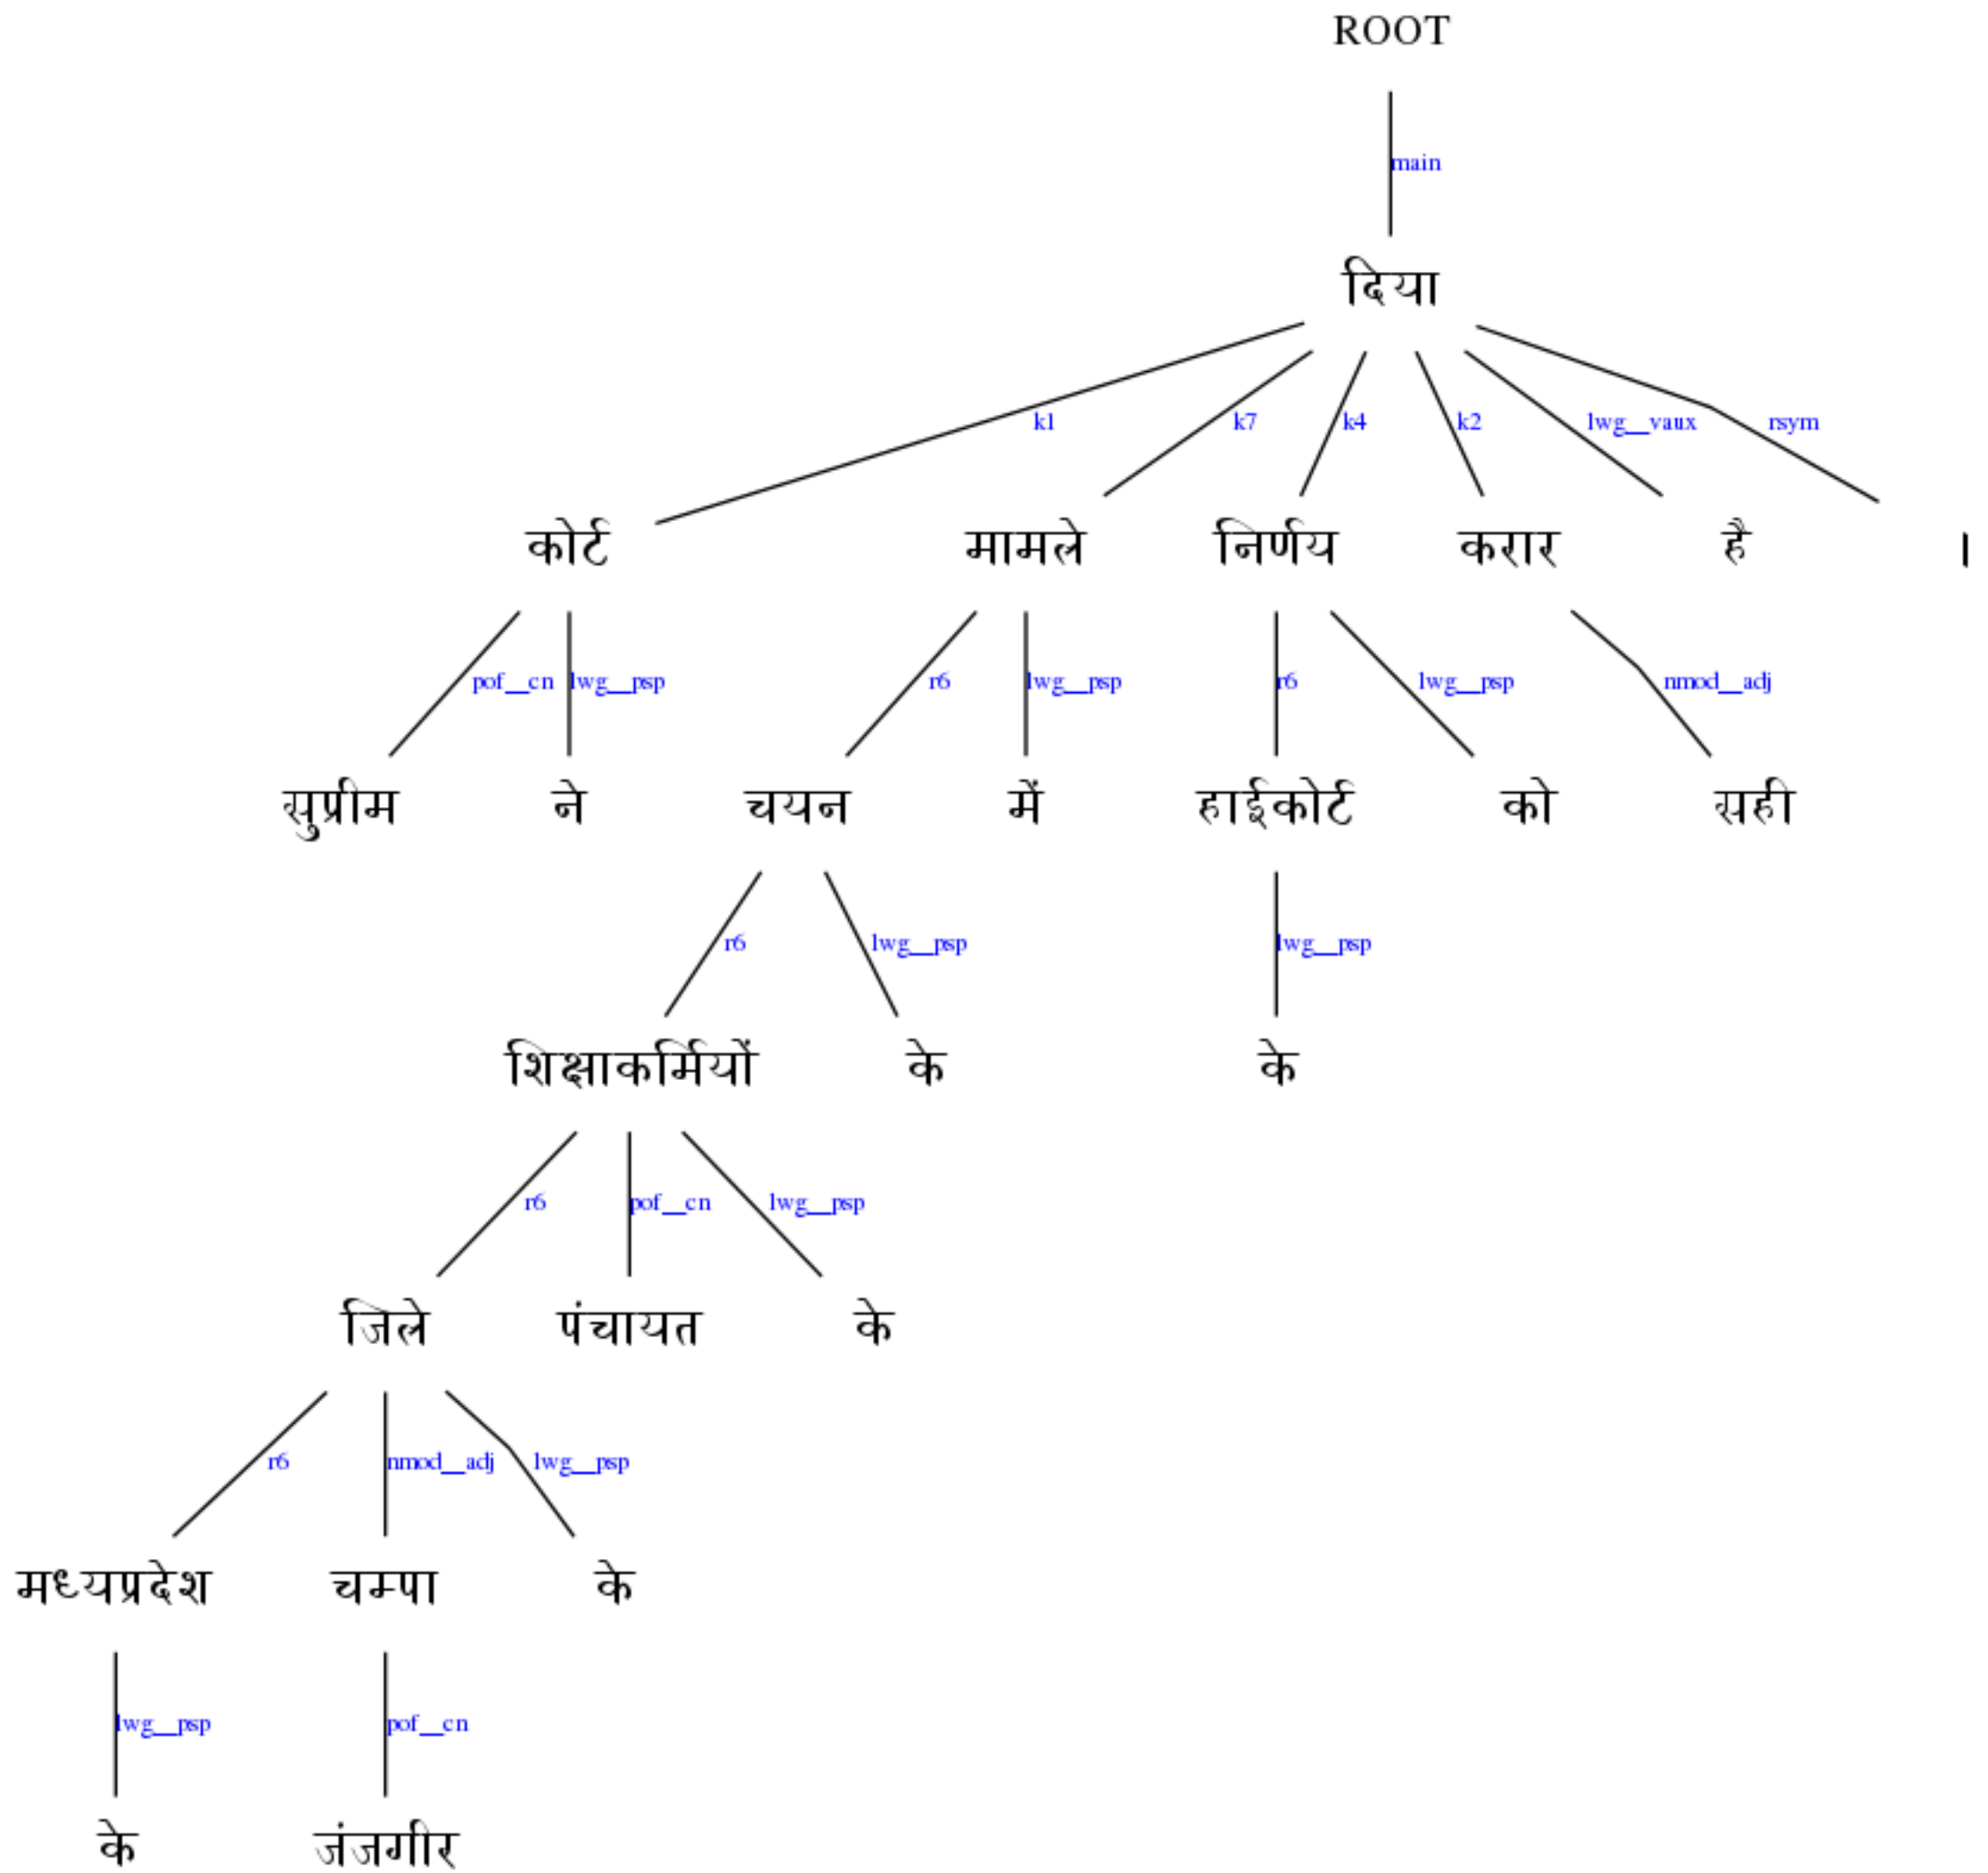 ROOT
main
दिया
k1 k7 k4 k2 lwg__vaux rsym
कोर्ट मामले निर्णय करार है ।
pof__cn lwg__psp r6 lwg__psp r6 lwg__psp nmod__adj
सुप्रीम ने चयन में हाईकोर्ट को सही
r6 lwg__psp lwg__psp
शिक्षाकर्मियों के के
r6 pof__cn lwg__psp
जिले पंचायत के
r6 nmod__adj lwg__psp
मध्यप्रदेश चम्पा के
lwg__psp pof__cn
के जंजगीर